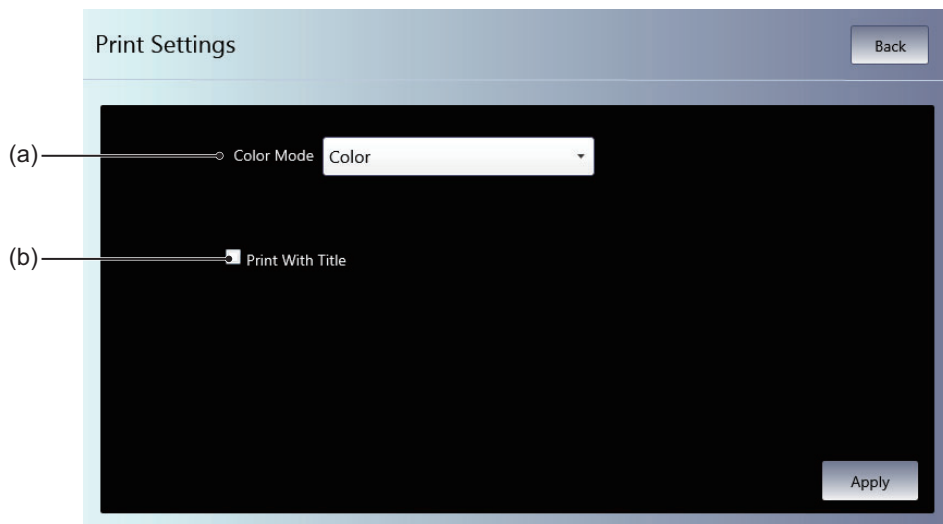 Print Settings
Back
(a)
Color Mode
Color
(b)
Print With Title
Apply